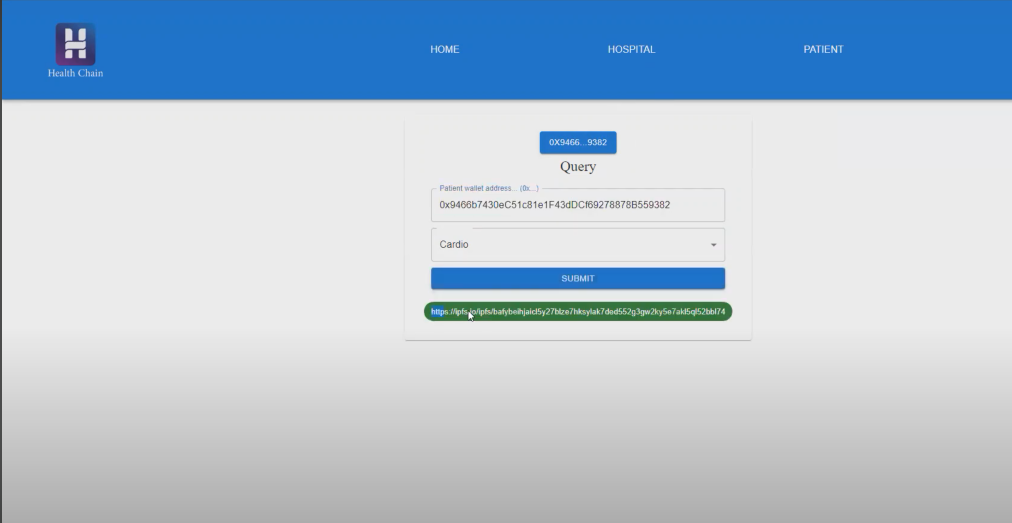 Health Chain
HOME
HOSPITAL
PATIENT
0X9466...9382
Query
Patient wallet address... (0x...)
0x9466b7430eC51c81e1F43dDCf69278878B559382
Cardio
SUBMIT
https://ipfs.io/ipfs/bafybeihjaicl5y27blze7hksylak7ded552g3gw2ky5e7akl5ql52bbl74